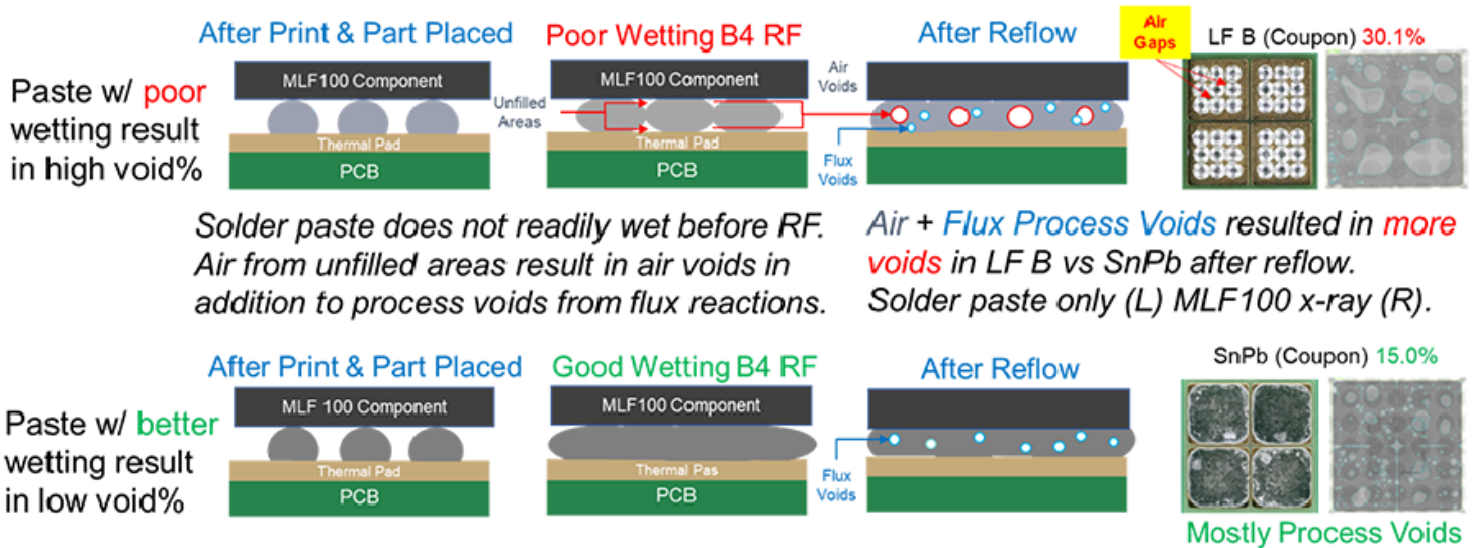 Paste w/ poor
wetting result
in high void%
After Print & Part Placed
MLF100 Component
Thermal Pad
PCB
Unfilled
Areas
Poor Wetting B4 RF
MLF100 Component
Thermal Pad
PCB
After Reflow
Air
Voids
Flux
Voids
Air
Gaps
LF B (Coupon) 30.1%
Solder paste does not readily wet before RF.
Air from unfilled areas result in air voids in
addition to process voids from flux reactions.
Air + Flux Process Voids resulted in more
voids in LF B vs SnPb after reflow.
Solder paste only (L) MLF100 x-ray (R).
Paste w/ better
wetting result
in low void%
After Print & Part Placed
MLF 100 Component
Thermal Pad
PCB
Good Wetting B4 RF
MLF100 Component
Thermal Pas
PCB
After Reflow
Flux
Voids
SnPb (Coupon) 15.0%
Mostly Process Voids